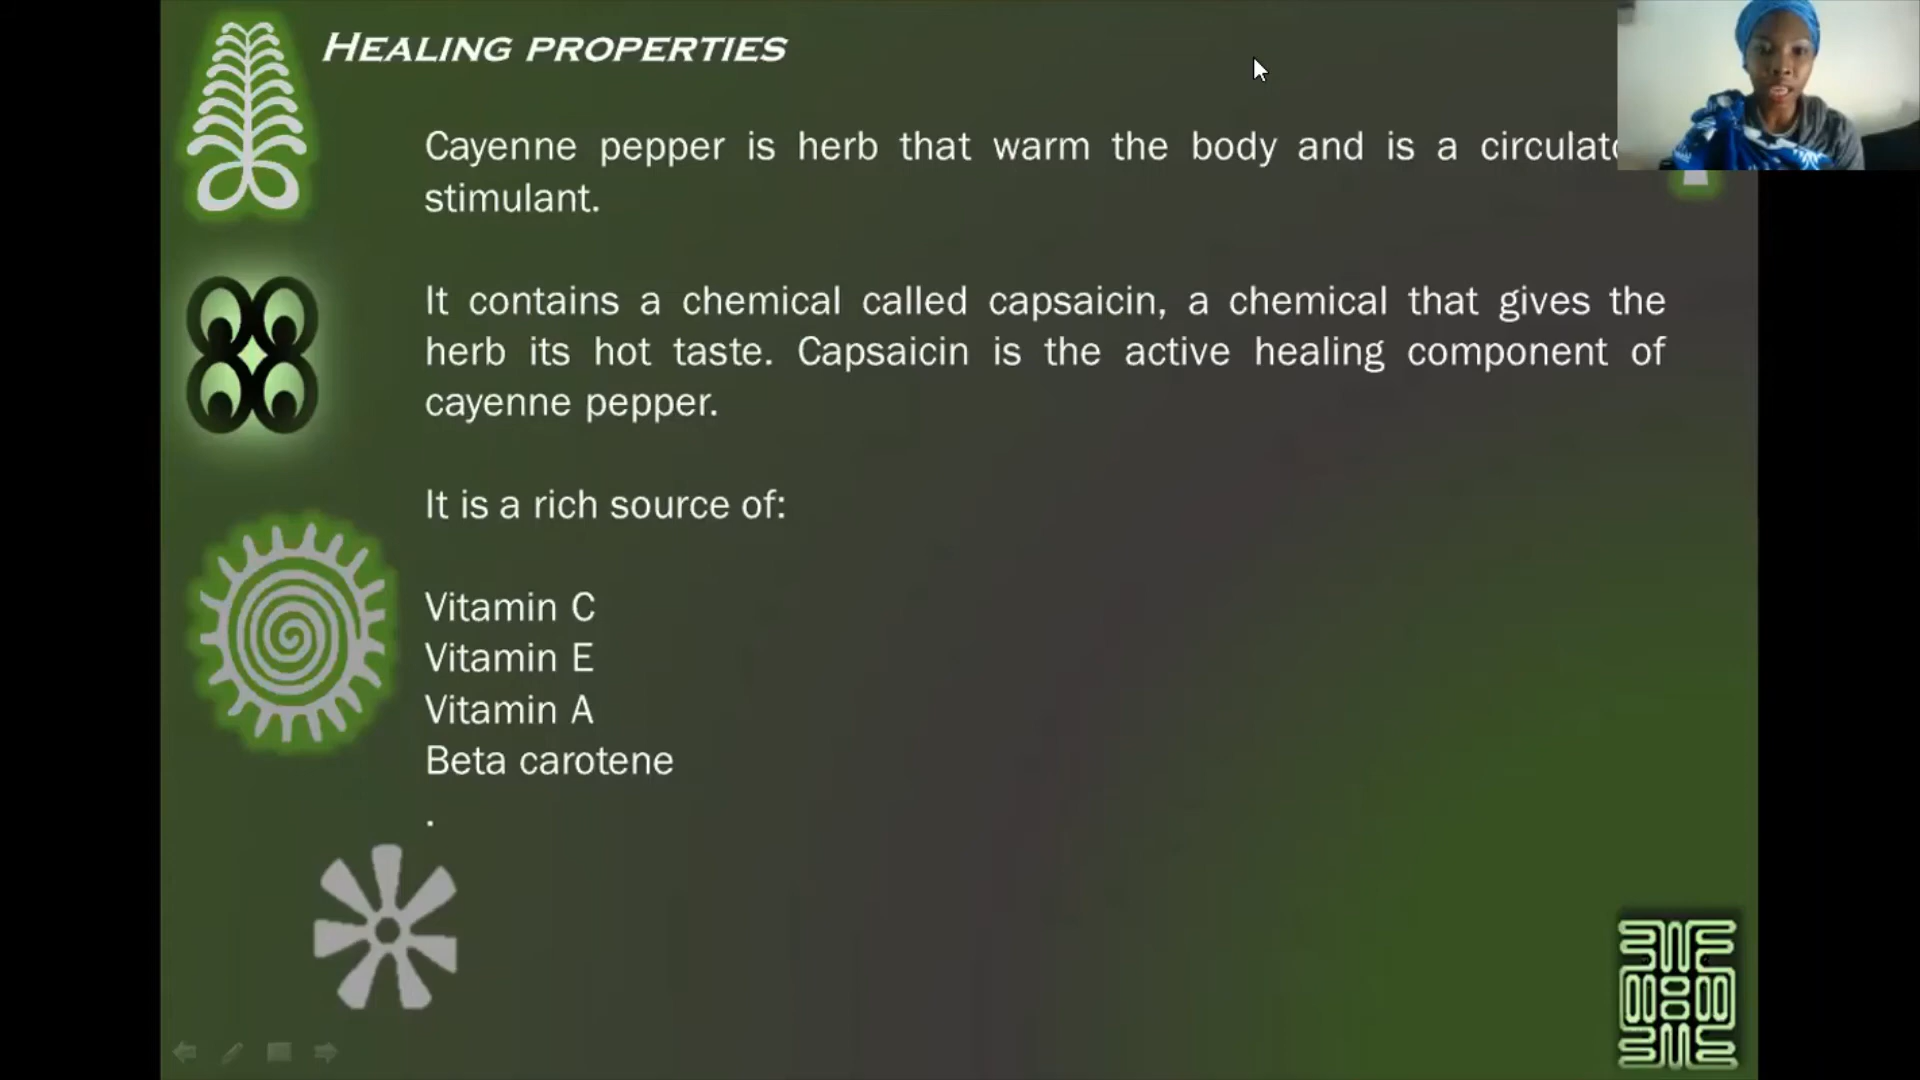 HEALING PROPERTIES
Cayenne pepper is herb that warm the body and is a
stimulant.
It contains a chemical called capsaicin, a chemical that gives the
herb its hot taste. Capsaicin is the active healing component of
cayenne pepper.
It is a rich source of:
Vitamin C
Vitamin E
Vitamin A
Beta carotene
.